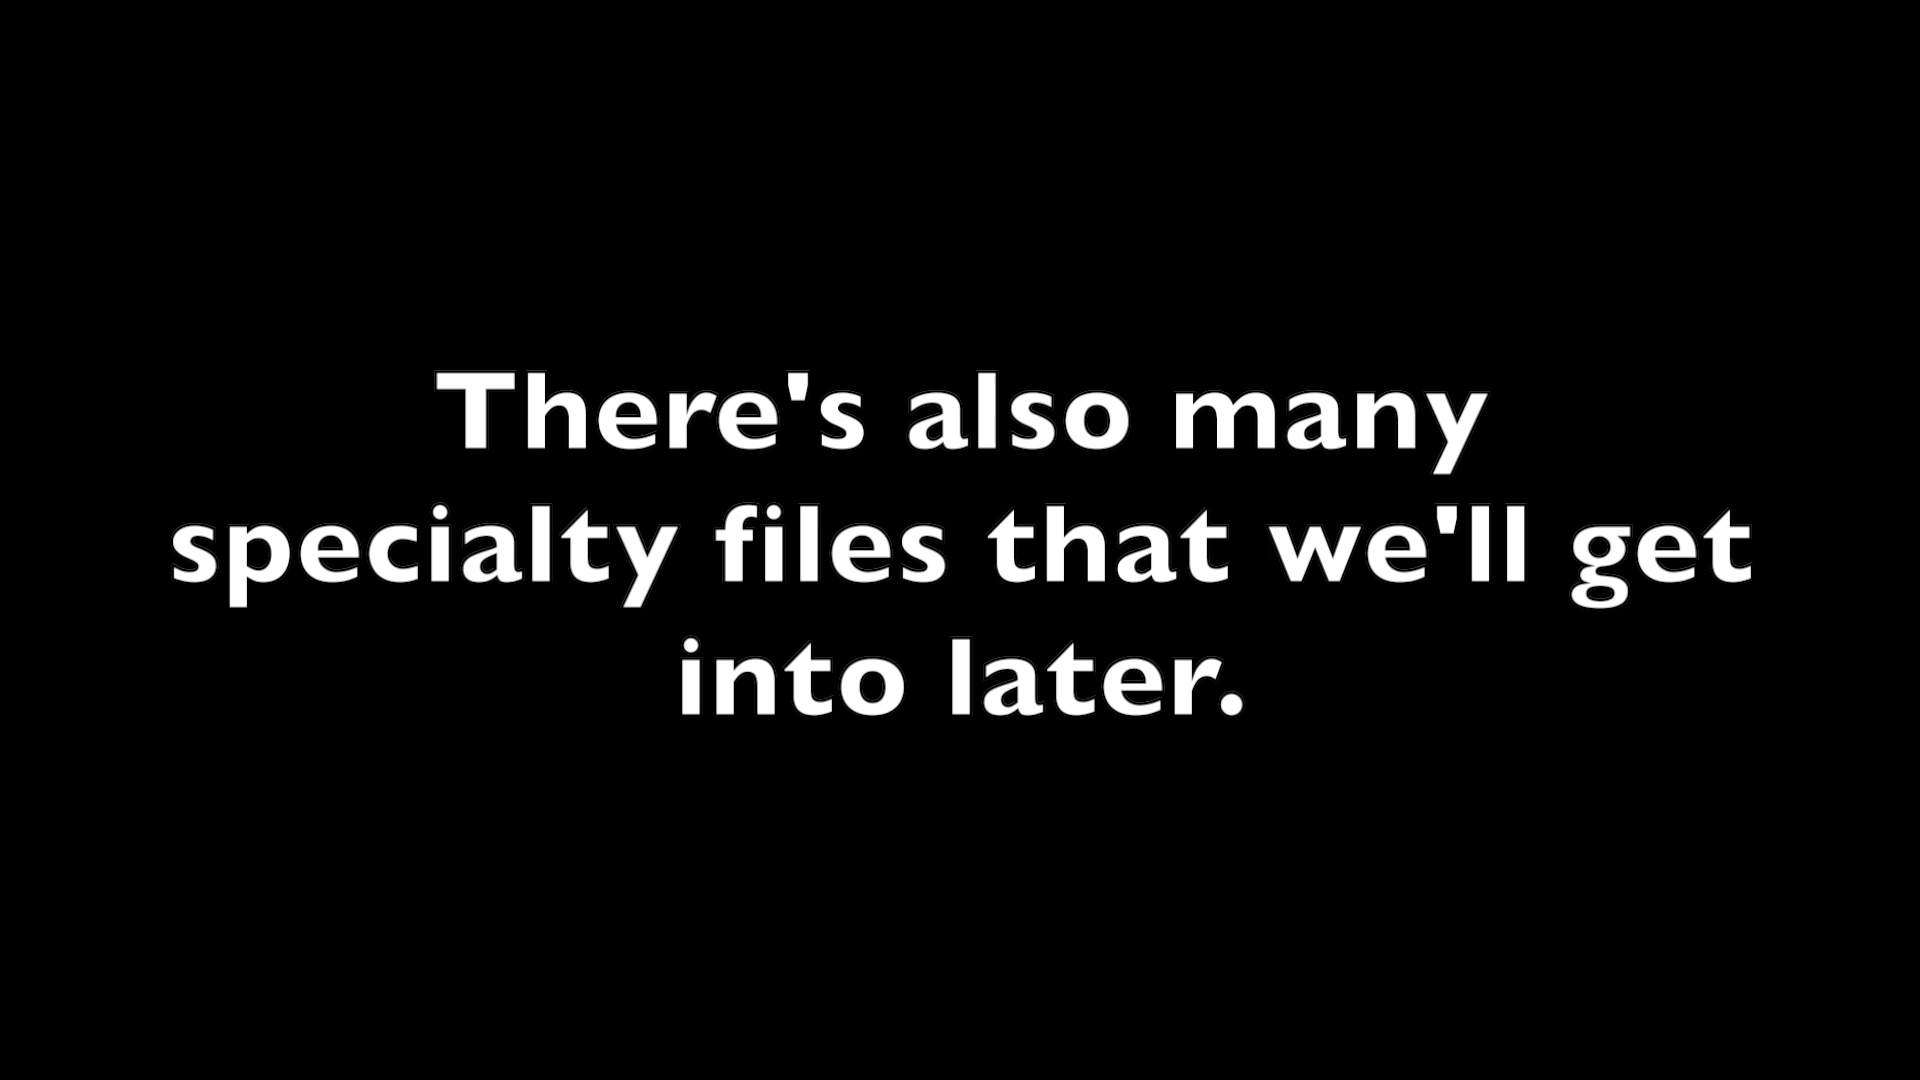 There's also many
specialty files that we'll get
into later.